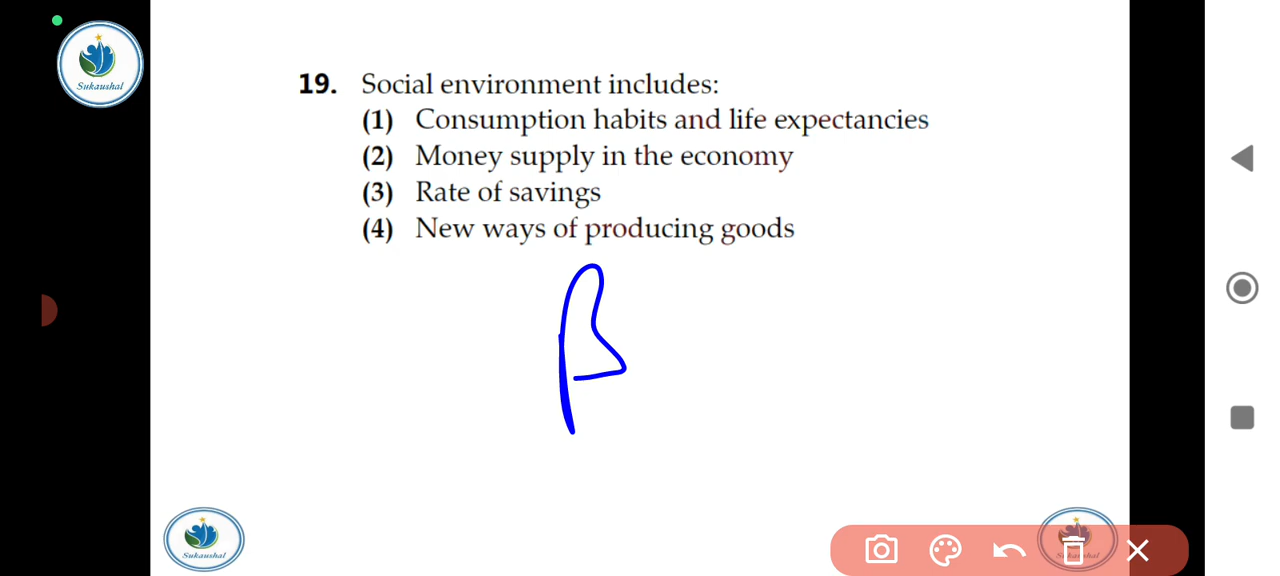 Sukaushal
19. Social environment includes:
(1) Consumption habits and life expectancies
(2) Money supply in the economy
(3) Rate of savings
(4) New ways of producing goods
β
Sukaushal
Sukaushal